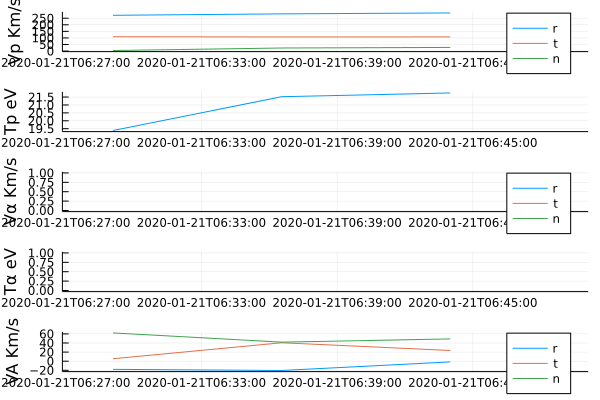 Vp Km/s
250
200
150
100
50
0
2020-01-21T06:27:00 2020-01-21T06:33:00 2020-01-21T06:39:00 2020-01-21T06:4
r
t
n
Tp eV
21.5
21.0
20.5
20.0
19.5
2020-01-21T06:27:00 2020-01-21T06:33:00 2020-01-21T06:39:00 2020-01-21T06:45:00
Vα Km/s
1.00
0.75
0.50
0.25
0.00
2020-01-21T06:27:00 2020-01-21T06:33:00 2020-01-21T06:39:00 2020-01-21T06:4
r
t
n
Tα eV
1.00
0.75
0.50
0.25
0.00
2020-01-21T06:27:00 2020-01-21T06:33:00 2020-01-21T06:39:00 2020-01-21T06:45:00
VA Km/s
60
40
20
0
−20
2020-01-21T06:27:00 2020-01-21T06:33:00 2020-01-21T06:39:00 2020-01-21T06:4
r
t
n